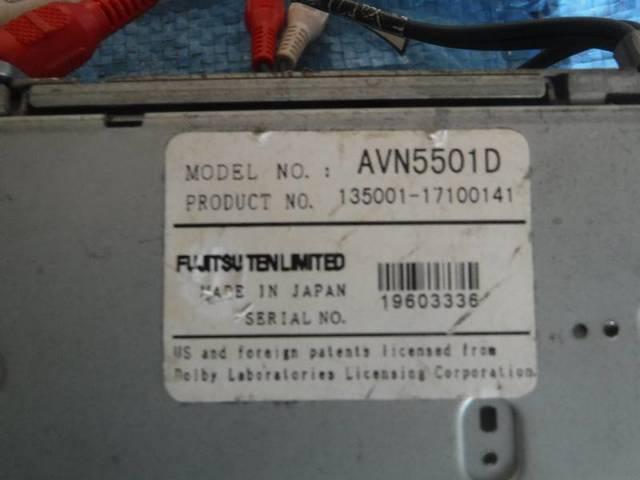 MODEL NO. : AVN5501D
PRODUCT NO. 135001-17100141
FUJITSU TEN LIMITED
MADE IN JAPAN
19603336
SERIAL NO.
US and foreign patents licensed from
Dolby Laboratories Licensing Corporation